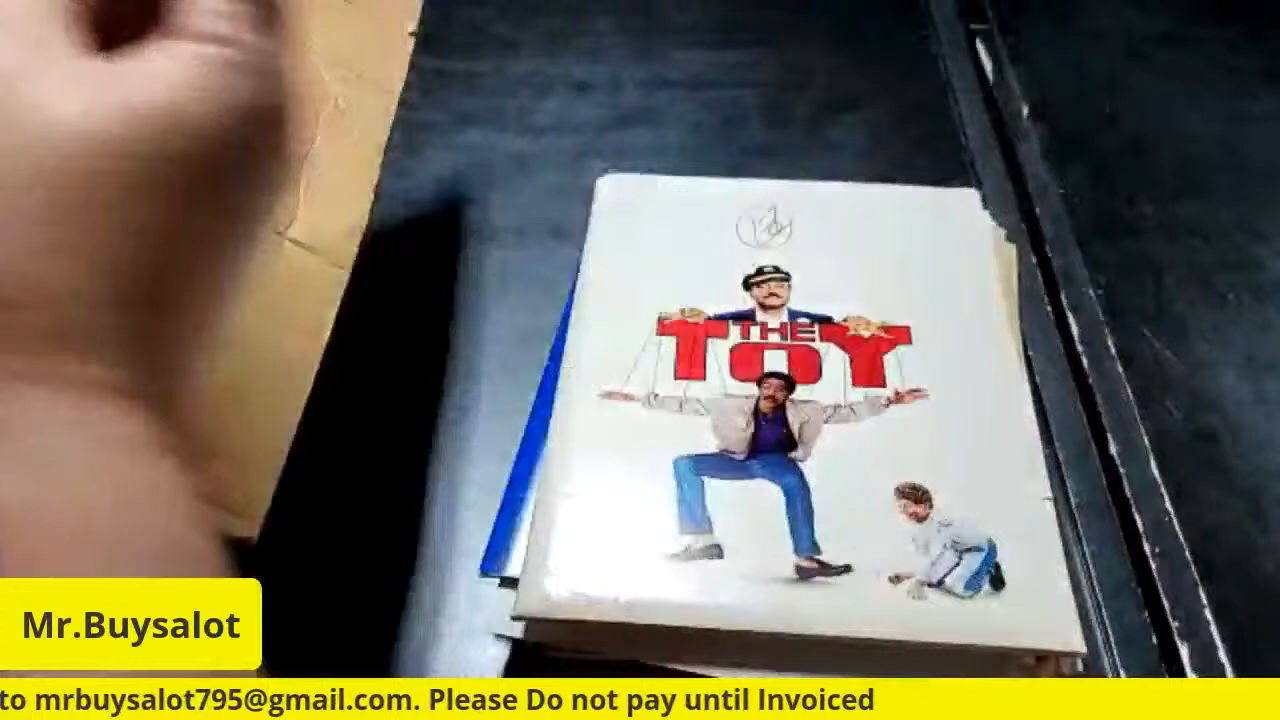 THE
TOY
Mr.Buysalot
to mrbuysalot795@gmail.com. Please Do not pay until Invoiced